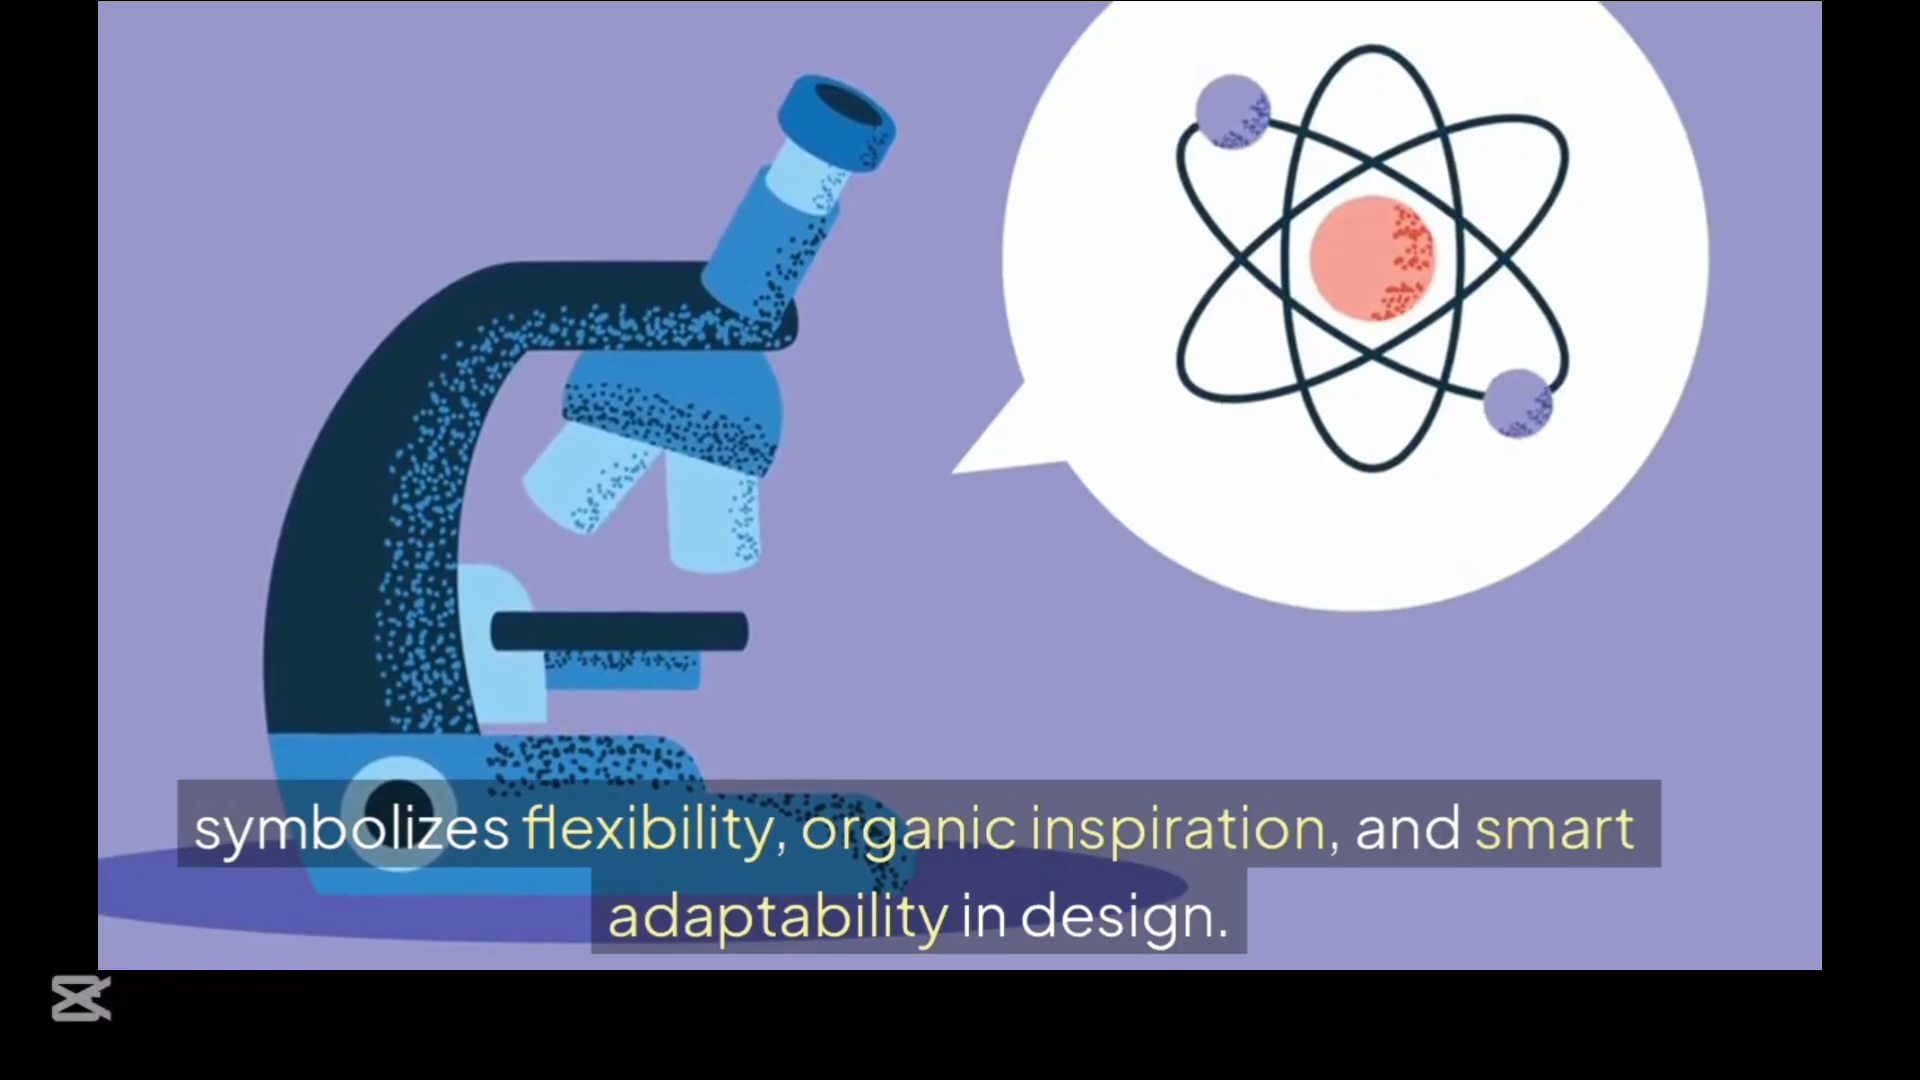 symbolizes flexibility, organic inspiration, and smart
adaptability in design.